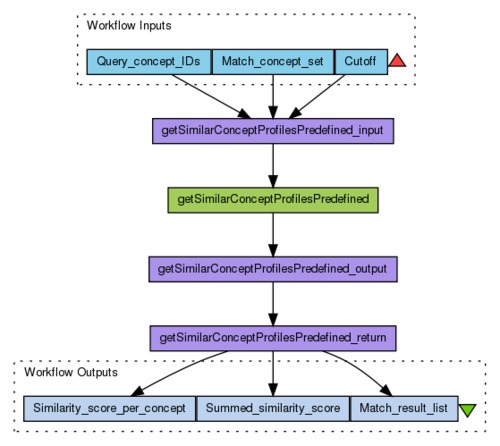 Workflow Inputs
Query_concept_IDs Match_concept_set Cutoff
getSimilarConceptProfilesPredefined_input
getSimilarConceptProfilesPredefined
getSimilarConceptProfilesPredefined_output
getSimilarConceptProfilesPredefined_return
Workflow Outputs
Similarity_score_per_concept Summed_similarity_score Match_result_list